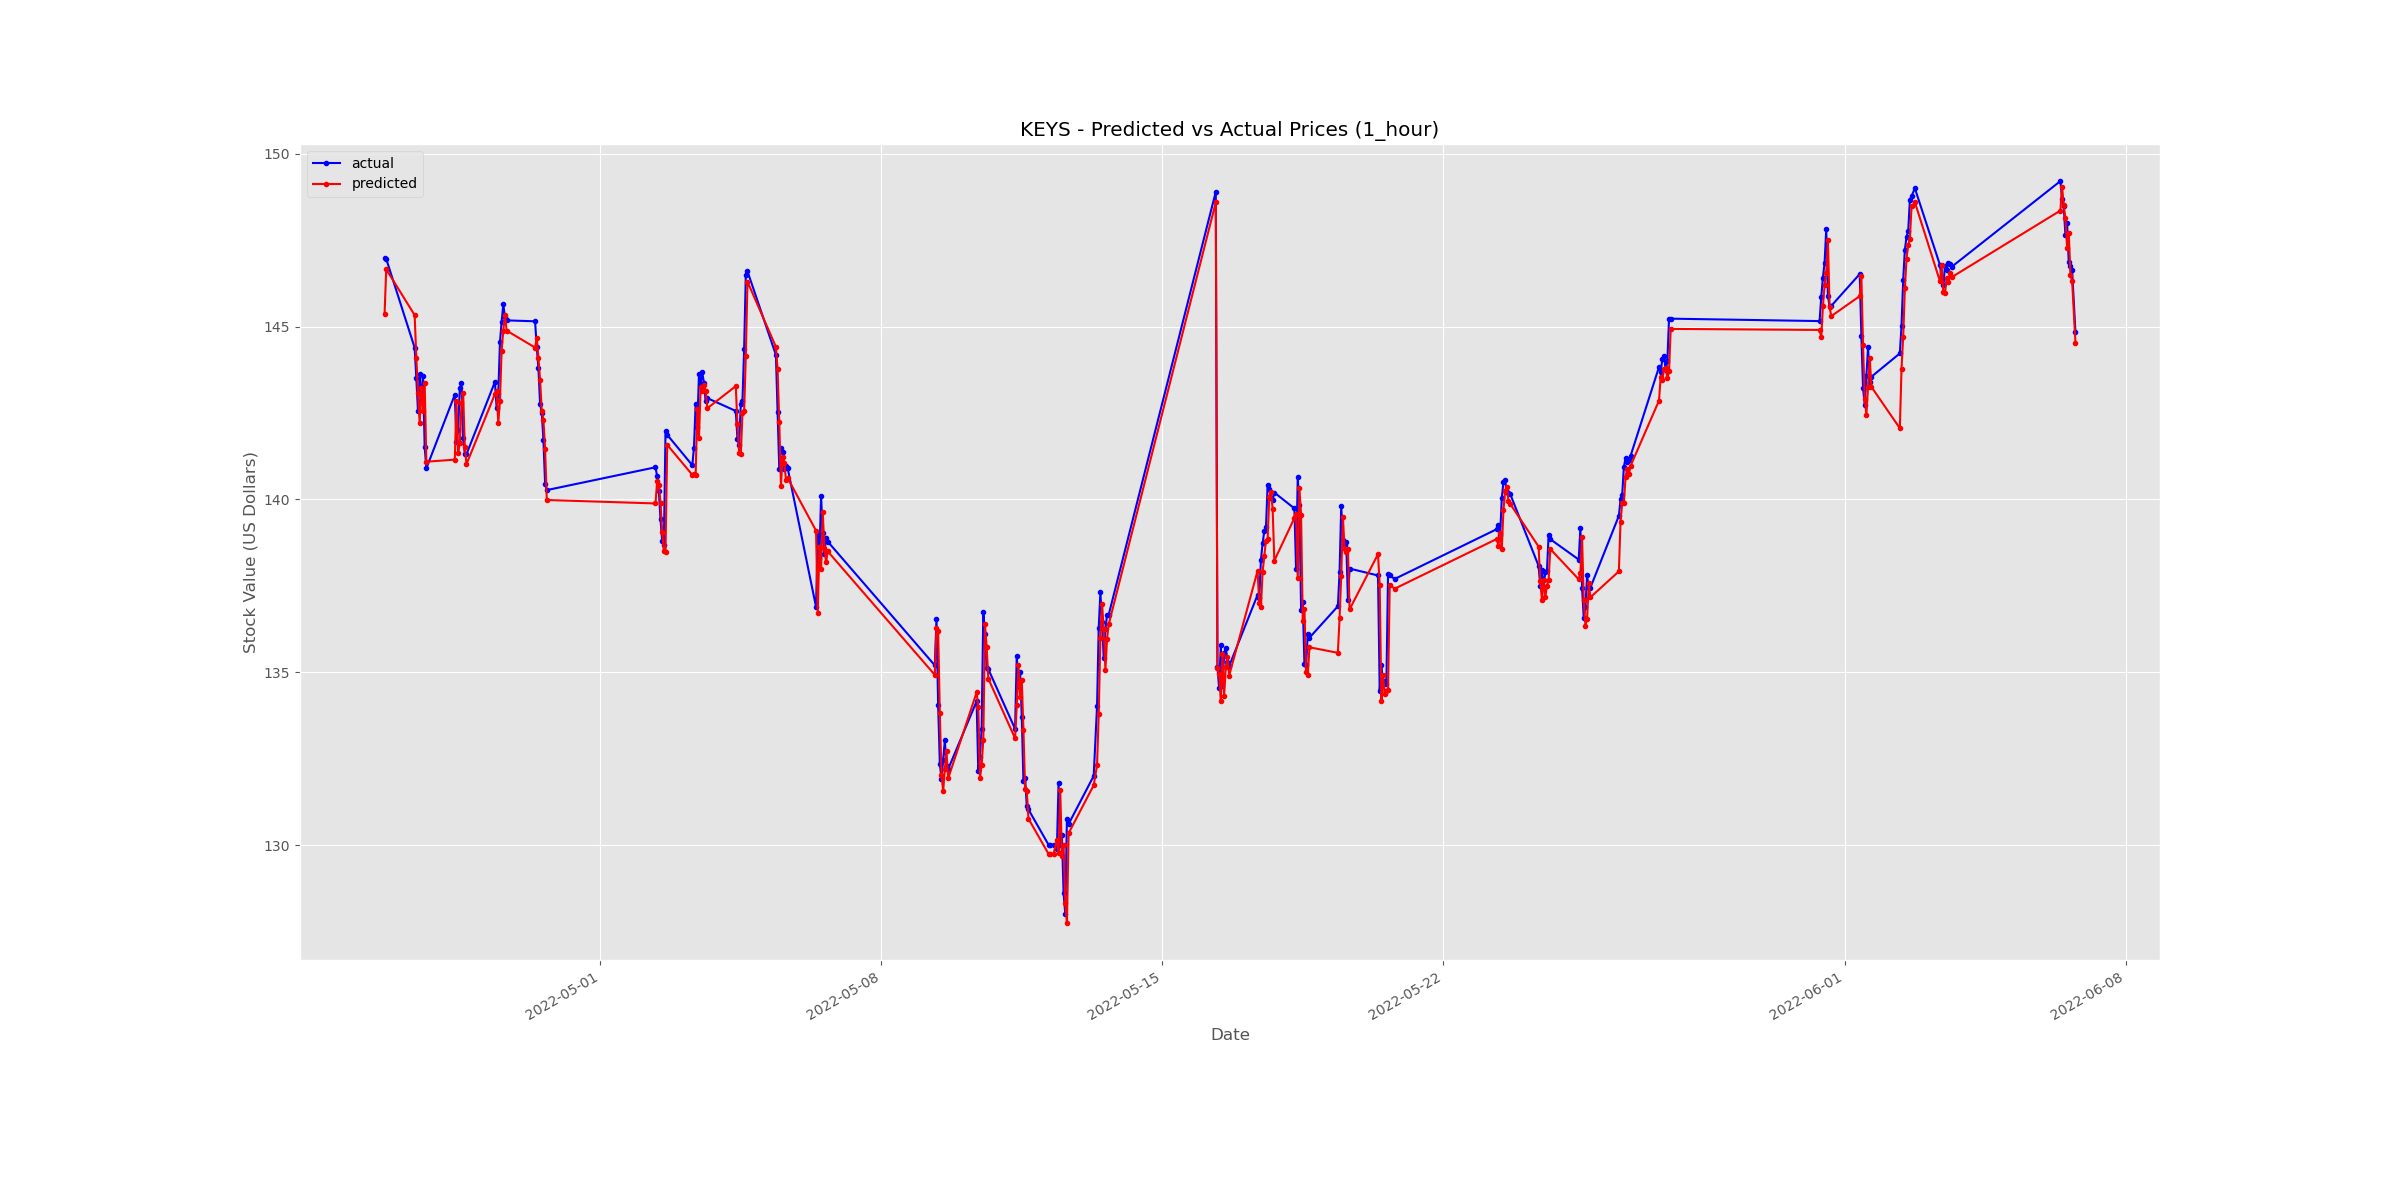 KEYS - Predicted vs Actual Prices (1_hour)
actual
predicted
150
145
140
135
130
Stock Value (US Dollars)
2022-05-01
2022-05-08
2022-05-15
2022-05-22
2022-06-01
2022-06-08
Date